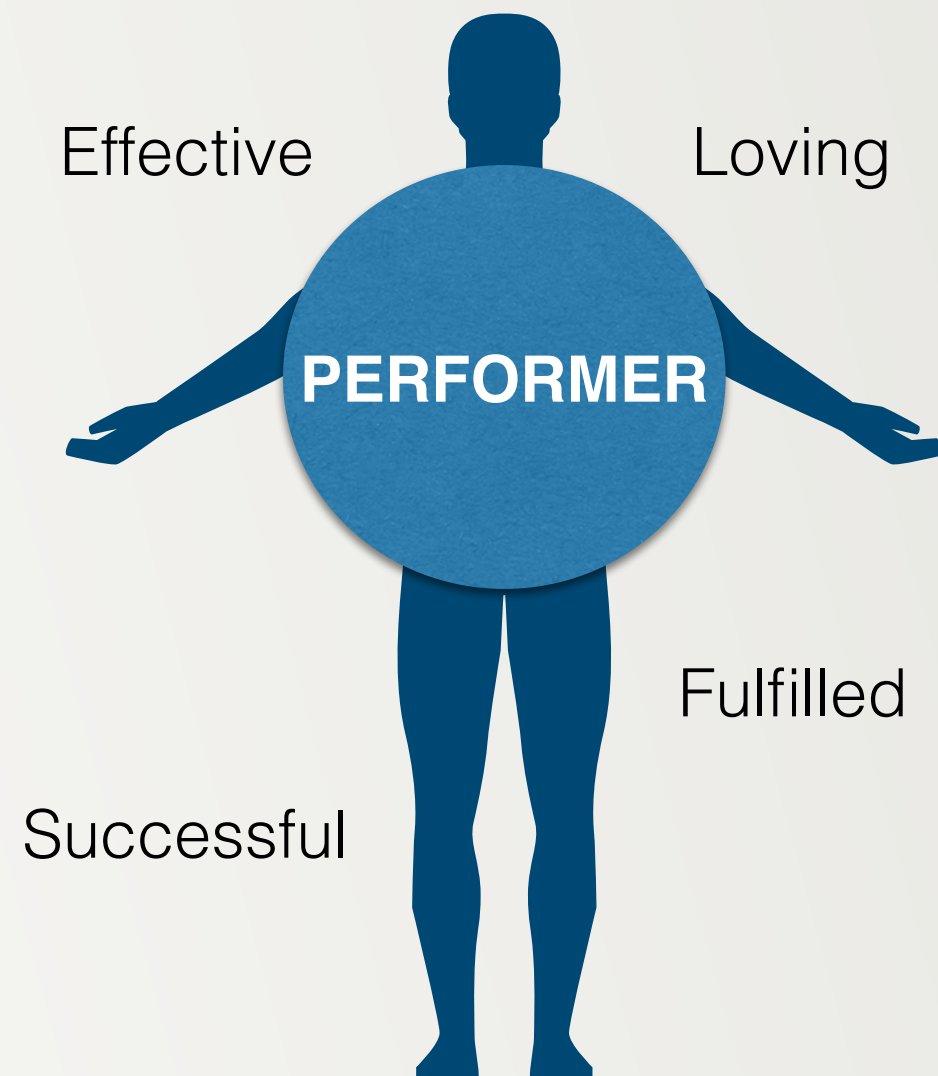 Effective
Loving
PERFORMER
Fulfilled
Successful